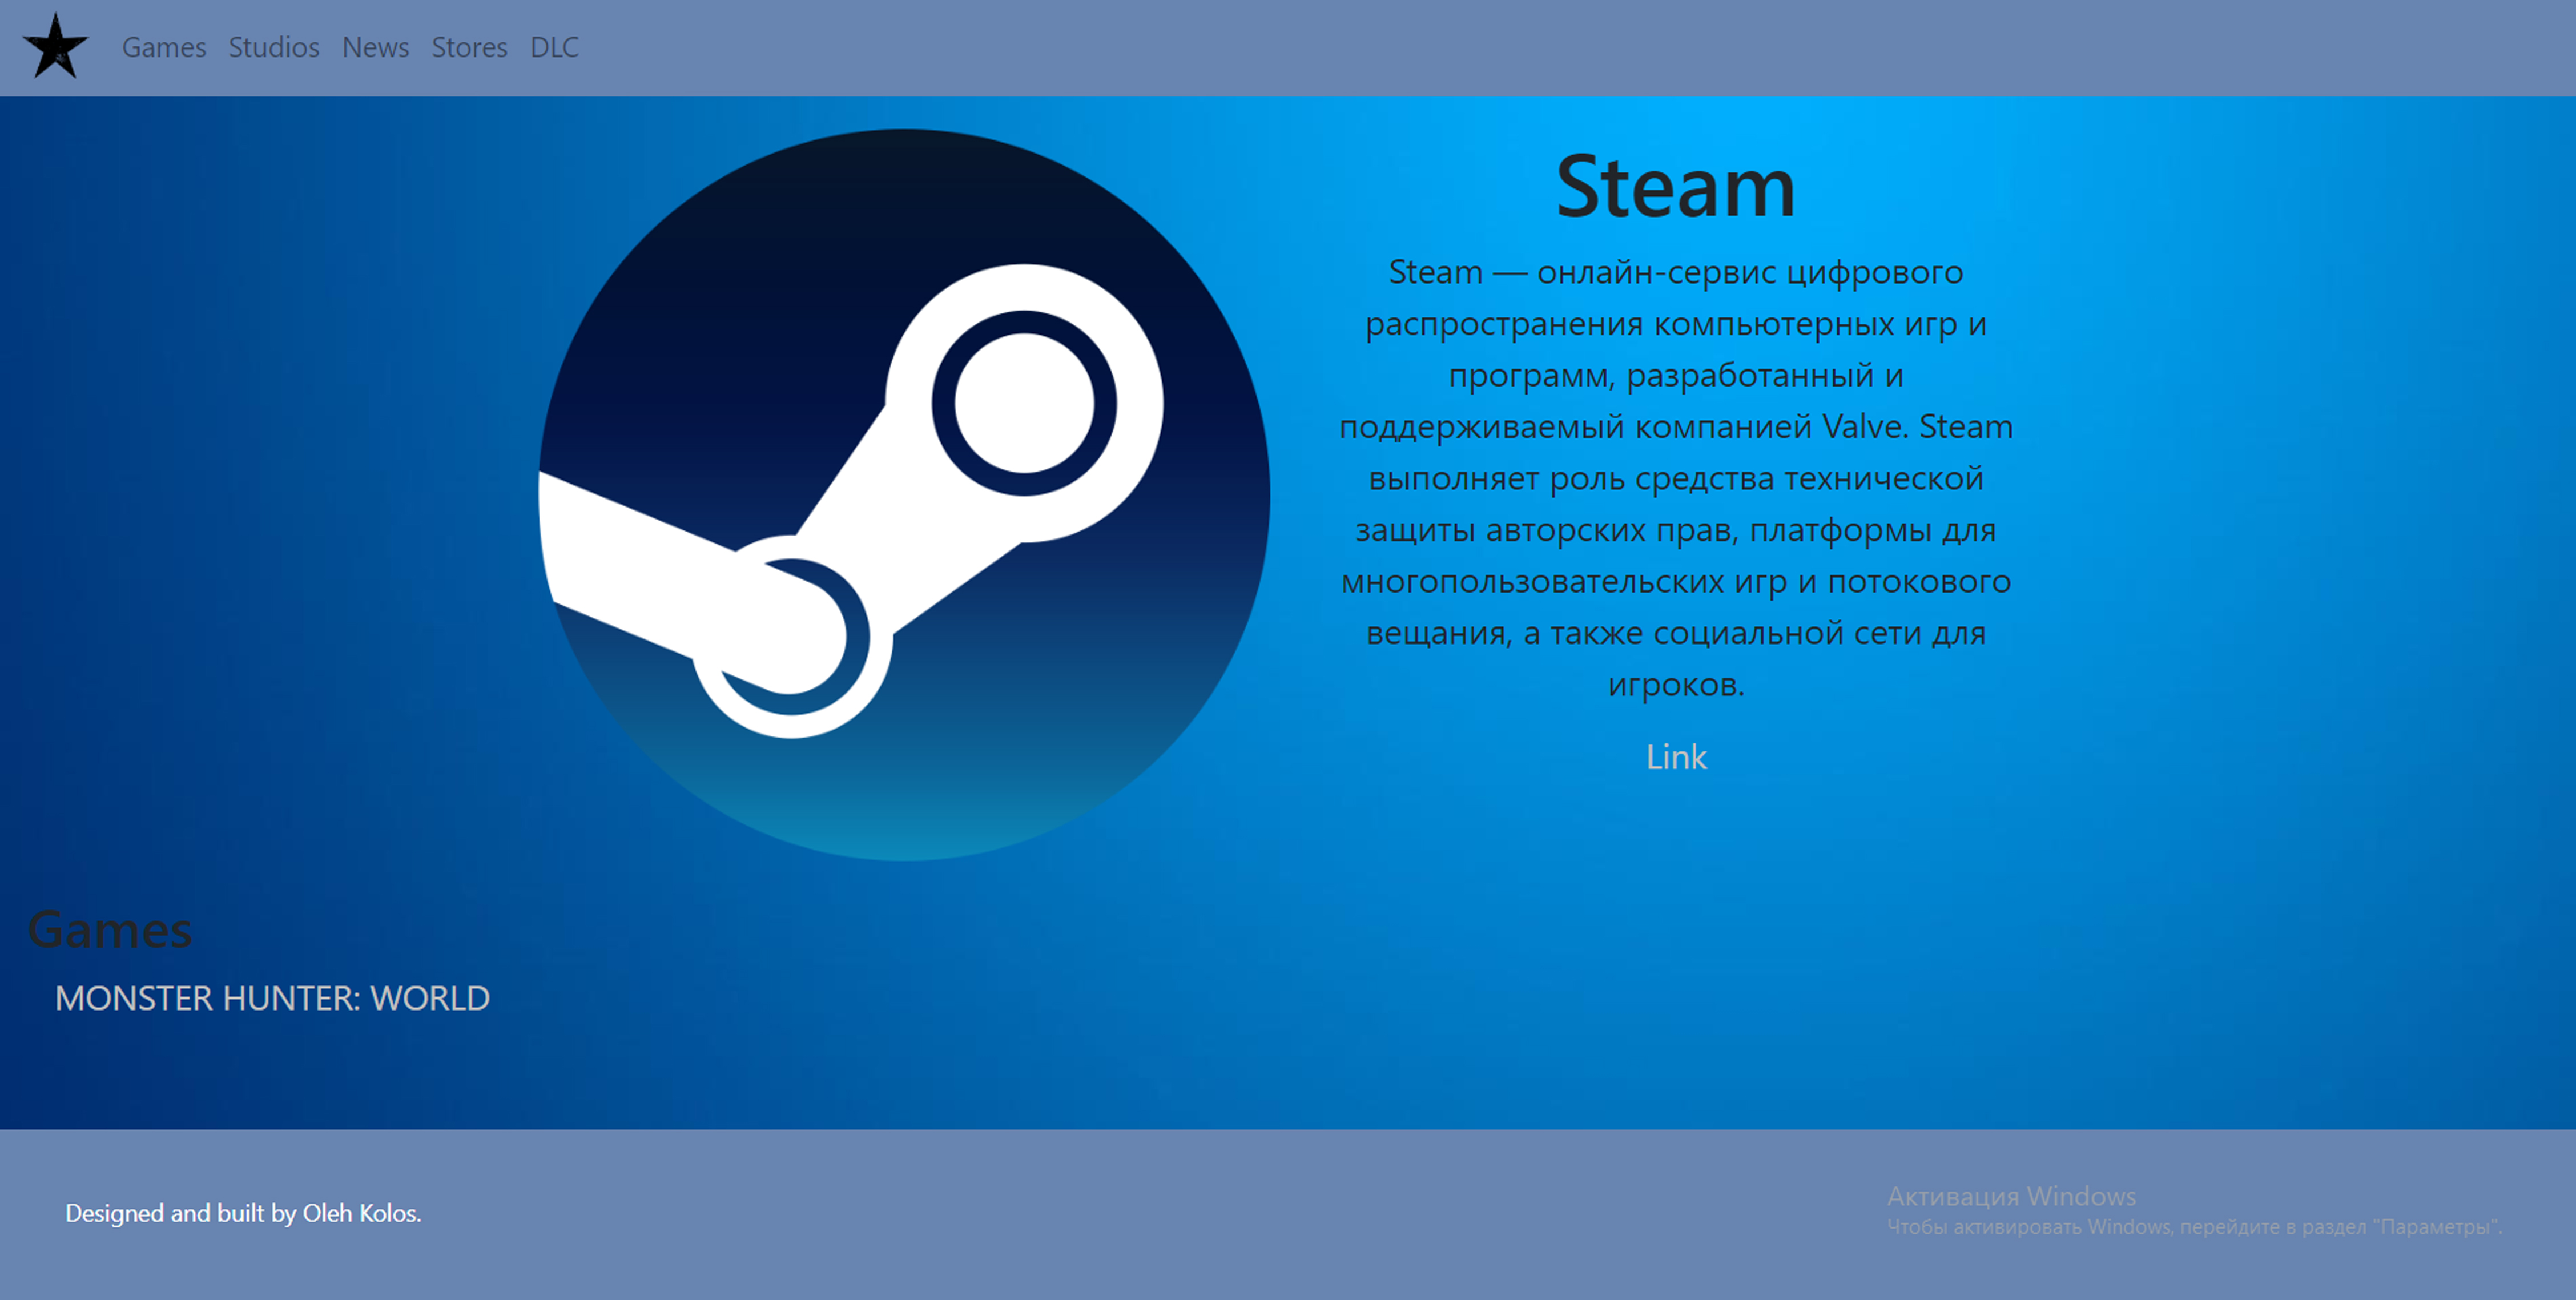 Games Studios News Stores DLC
Steam
Steam — онлайн-сервис цифрового
распространения компьютерных игр и
программ, разработанный и
поддерживаемый компанией Valve. Steam
выполняет роль средства технической
защиты авторских прав, платформы для
многопользовательских игр и потокового
вещания, а также социальной сети для
игроков.
Link
Games
MONSTER HUNTER: WORLD
Designed and built by Oleh Kolos.
Активация Windows
Чтобы активировать Windows, перейдите в раздел "Параметры".